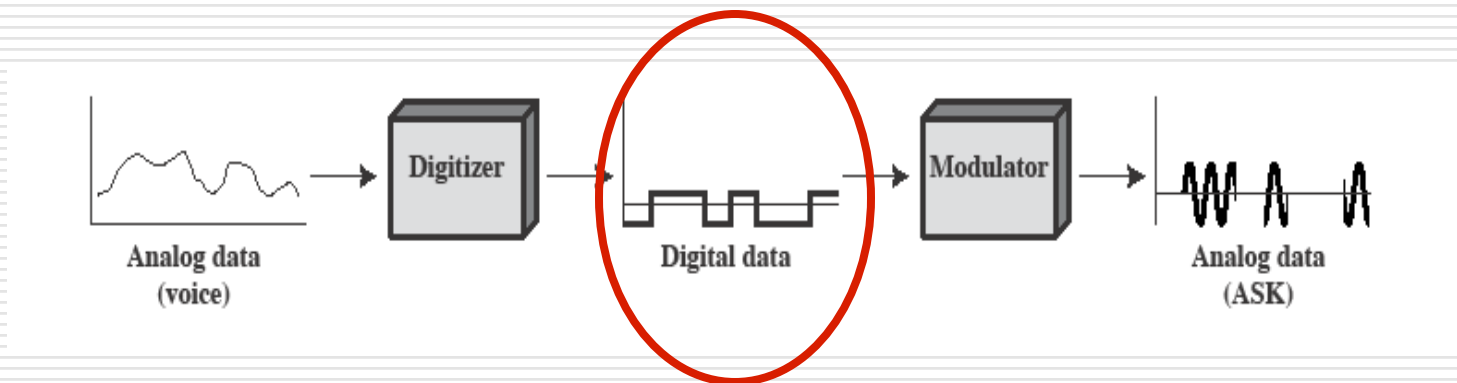 Digitizer
Modulator
Analog data
(voice)
Digital data
Analog data
(ASK)